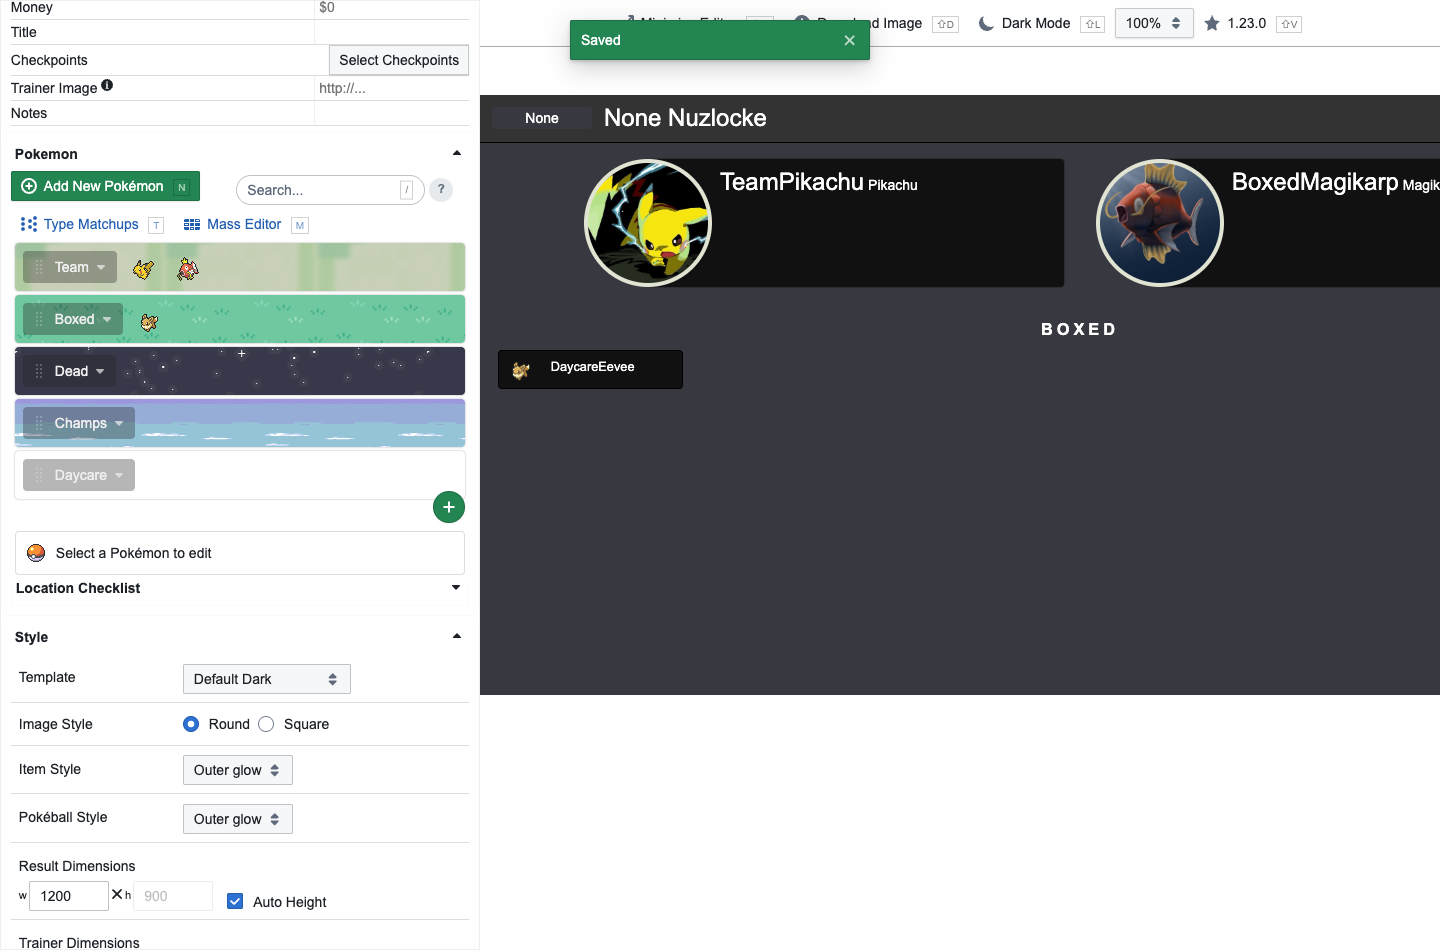 Money $0
Title
Checkpoints Select Checkpoints
Trainer Image http://...
Notes
Pokemon
Add New Pokémon N
Search... / ?
Type Matchups T Mass Editor M
Team
Boxed
Dead
Champs
Daycare
Select a Pokémon to edit
Location Checklist
Style
Template Default Dark
Image Style Round Square
Item Style Outer glow
Pokéball Style Outer glow
Result Dimensions
w 1200 h 900 Auto Height
Trainer Dimensions
Saved
Image ⇧D Dark Mode ⇧L 100% 1.23.0 ⇧V
None None Nuzlocke
TeamPikachu Pikachu
BoxedMagikarp Magik
BOXED
DaycareEevee